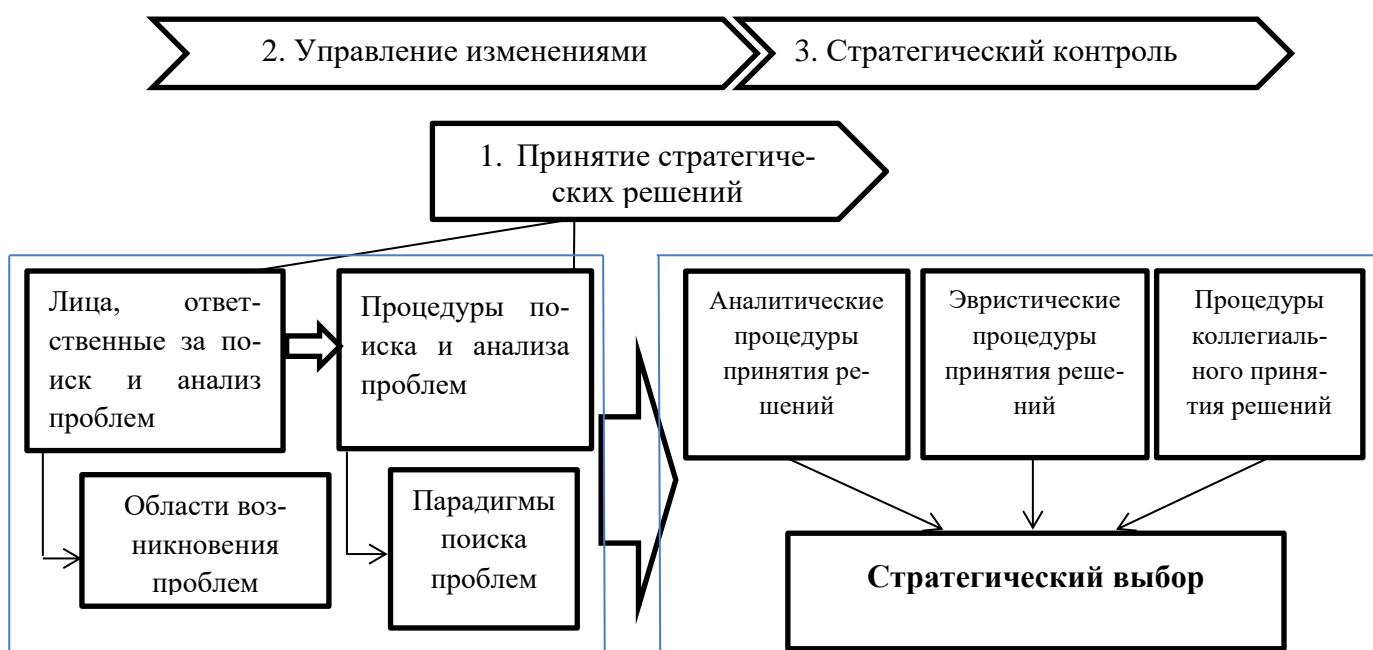 2. Управление изменениями
3. Стратегический контроль
1. Принятие стратегиче-
ских решений
Лица, ответ-
ственные за по-
иск и анализ
проблем
Процедуры по-
иска и анализа
проблем
Области воз-
никновения
проблем
Парадигмы
поиска
проблем
Аналитические
процедуры
принятия ре-
шений
Эвристические
процедуры
принятия реше-
ний
Процедуры
коллегиаль-
ного приня-
тия решений
Стратегический выбор